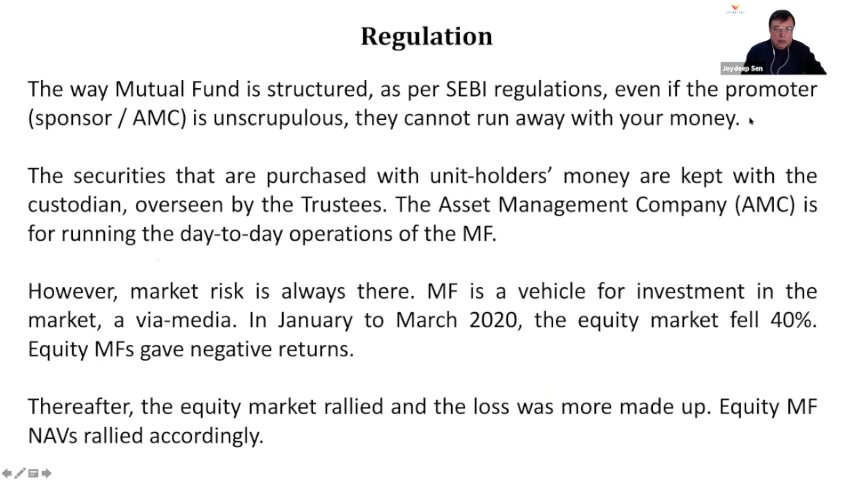 Regulation
Joydeep Sen
The way Mutual Fund is structured, as per SEBI regulations, even if the promoter
(sponsor / AMC) is unscrupulous, they cannot run away with your money.
The securities that are purchased with unit-holders’ money are kept with the
custodian, overseen by the Trustees. The Asset Management Company (AMC) is
for running the day-to-day operations of the MF.
However, market risk is always there. MF is a vehicle for investment in the
market, a via-media. In January to March 2020, the equity market fell 40%.
Equity MFs gave negative returns.
Thereafter, the equity market rallied and the loss was more made up. Equity MF
NAVs rallied accordingly.